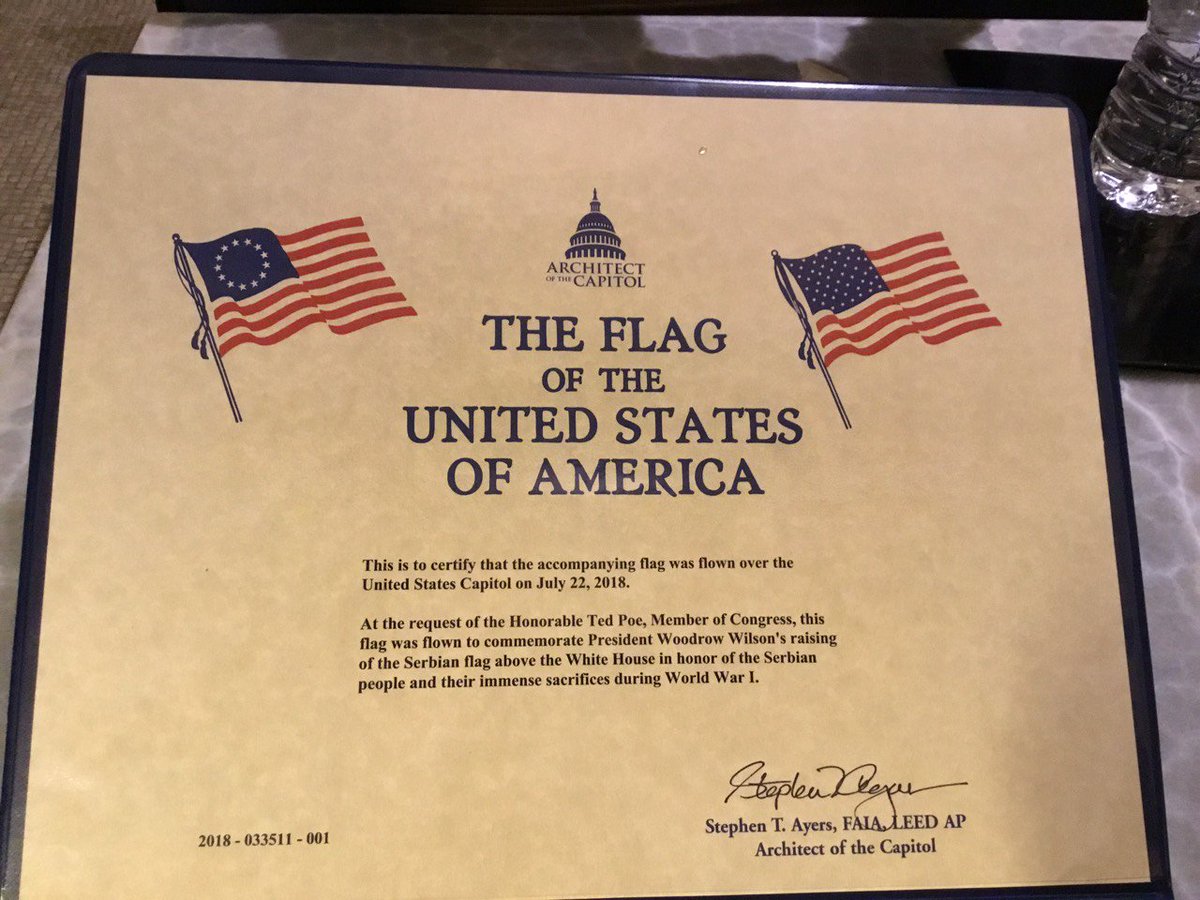 ARCHITECT
OF THE CAPITOL
THE FLAG
OF THE
UNITED STATES
OF AMERICA
This is to certify that the accompanying flag was flown over the
United States Capitol on July 22, 2018.
At the request of the Honorable Ted Poe, Member of Congress, this
flag was flown to commemorate President Woodrow Wilson's raising
of the Serbian flag above the White House in honor of the Serbian
people and their immense sacrifices during World War I.
Stephen T. Ayers
Stephen T. Ayers, FAIA, LEED AP
Architect of the Capitol
2018 - 033511 - 001